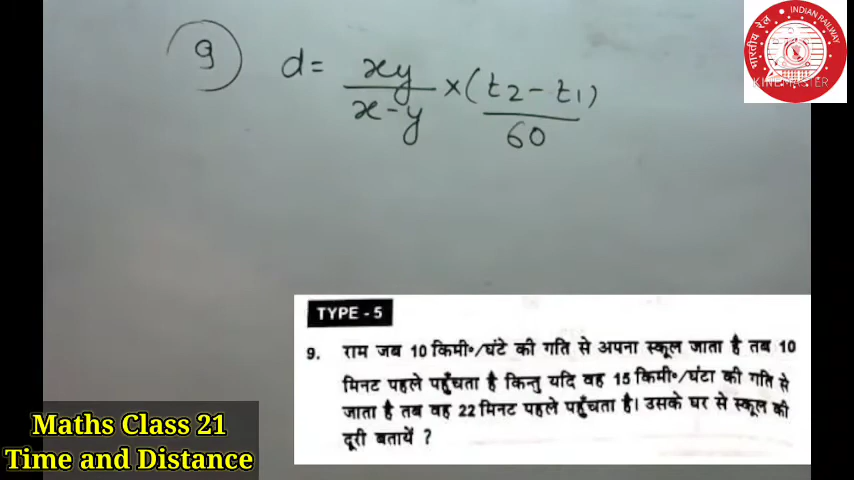 9
d = xy / x-y × (t2 - t1) / 60
भारतीय रेल
INDIAN RAILWAY
KINEMASTER
TYPE - 5
9. राम जब 10 किमी०/घंटे की गति से अपना स्कूल जाता है तब 10
मिनट पहले पहुँचता है किन्तु यदि वह 15 किमी०/घंटा की गति से
जाता है तब वह 22 मिनट पहले पहुँचता है। उसके घर से स्कूल की
दूरी बतायें ?
Maths Class 21
Time and Distance